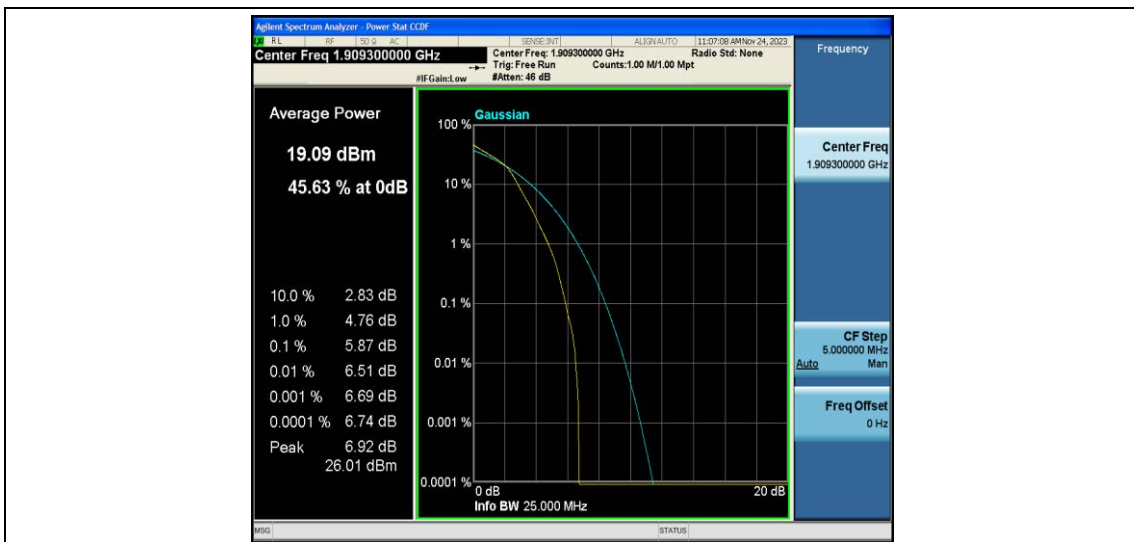 Agilent Spectrum Analyzer - Power Stat CCDF
RL RF 50 Ω AC SENSE:INT ALIGN AUTO 11:07:08 AM Nov 24, 2023
Center Freq 1.909300000 GHz
Center Freq: 1.909300000 GHz Radio Std: None
Trig: Free Run Counts:1.00 M/1.00 Mpt
#IFGain:Low #Atten: 46 dB
Frequency
Average Power
19.09 dBm
45.63 % at 0dB
10.0 % 2.83 dB
1.0 % 4.76 dB
0.1 % 5.87 dB
0.01 % 6.51 dB
0.001 % 6.69 dB
0.0001 % 6.74 dB
Peak 6.92 dB
26.01 dBm
Gaussian
100 %
10 %
1 %
0.1 %
0.01 %
0.001 %
0.0001 %
0 dB 20 dB
Info BW 25.000 MHz
Center Freq
1.909300000 GHz
CF Step
5.000000 MHz
Auto Man
Freq Offset
0 Hz
MSG STATUS